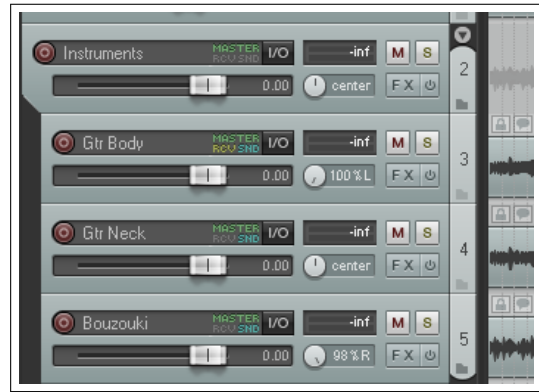 Instruments MASTER RCV SND I/O -inf M S
0.00 center FX
2
Gtr Body MASTER RCV SND I/O -inf M S
0.00 100%L FX
3
Gtr Neck MASTER RCV SND I/O -inf M S
0.00 center FX
4
Bouzouki MASTER RCV SND I/O -inf M S
0.00 98%R FX
5